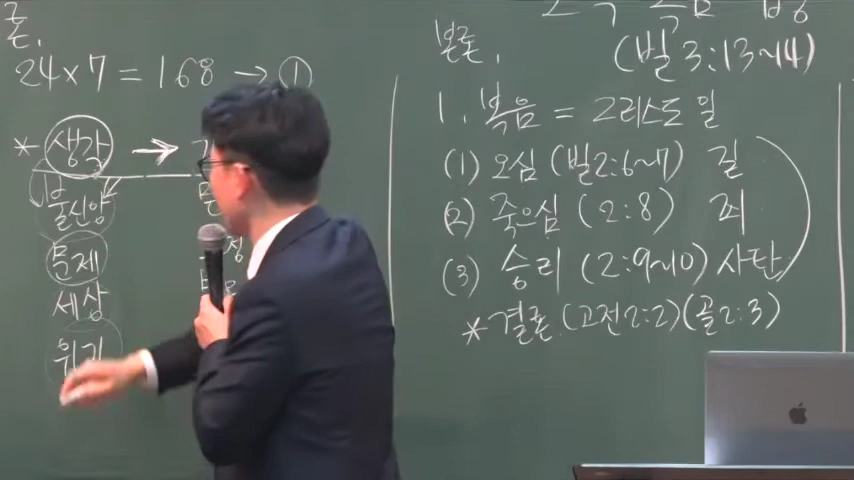 론.
24×7=168 → ①
* 생각 →
불신앙
문제
세상
위기
본론.
(빌3:13~14)
1. 복음 = 그리스도 일
(1) 오심 (빌2:6~7) 길
(2) 죽으심 (2:8) 죄
(3) 승리 (2:9~10) 사탄
* 결론 (고전2:2)(골2:3)